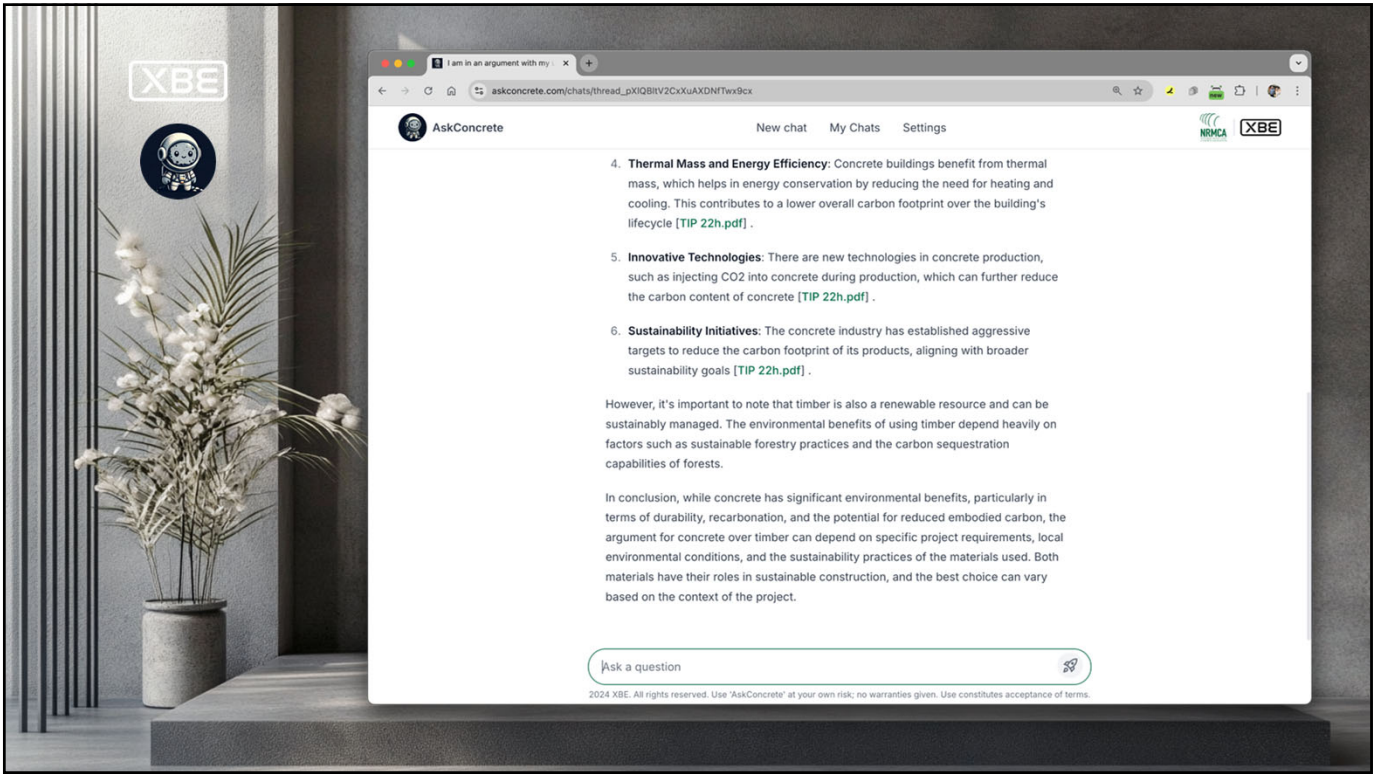 XBE
I am in an argument with my
askconcrete.com/chats/thread_pXIQBltV2CxXuAXDNfTwx9cx
new
AskConcrete
New chat
My Chats
Settings
NRMCA
XBE
4. Thermal Mass and Energy Efficiency: Concrete buildings benefit from thermal
mass, which helps in energy conservation by reducing the need for heating and
cooling. This contributes to a lower overall carbon footprint over the building's
lifecycle [TIP 22h.pdf] .
5. Innovative Technologies: There are new technologies in concrete production,
such as injecting CO2 into concrete during production, which can further reduce
the carbon content of concrete [TIP 22h.pdf] .
6. Sustainability Initiatives: The concrete industry has established aggressive
targets to reduce the carbon footprint of its products, aligning with broader
sustainability goals [TIP 22h.pdf] .
However, it's important to note that timber is also a renewable resource and can be
sustainably managed. The environmental benefits of using timber depend heavily on
factors such as sustainable forestry practices and the carbon sequestration
capabilities of forests.
In conclusion, while concrete has significant environmental benefits, particularly in
terms of durability, recarbonation, and the potential for reduced embodied carbon, the
argument for concrete over timber can depend on specific project requirements, local
environmental conditions, and the sustainability practices of the materials used. Both
materials have their roles in sustainable construction, and the best choice can vary
based on the context of the project.
Ask a question
2024 XBE. All rights reserved. Use 'AskConcrete' at your own risk; no warranties given. Use constitutes acceptance of terms.